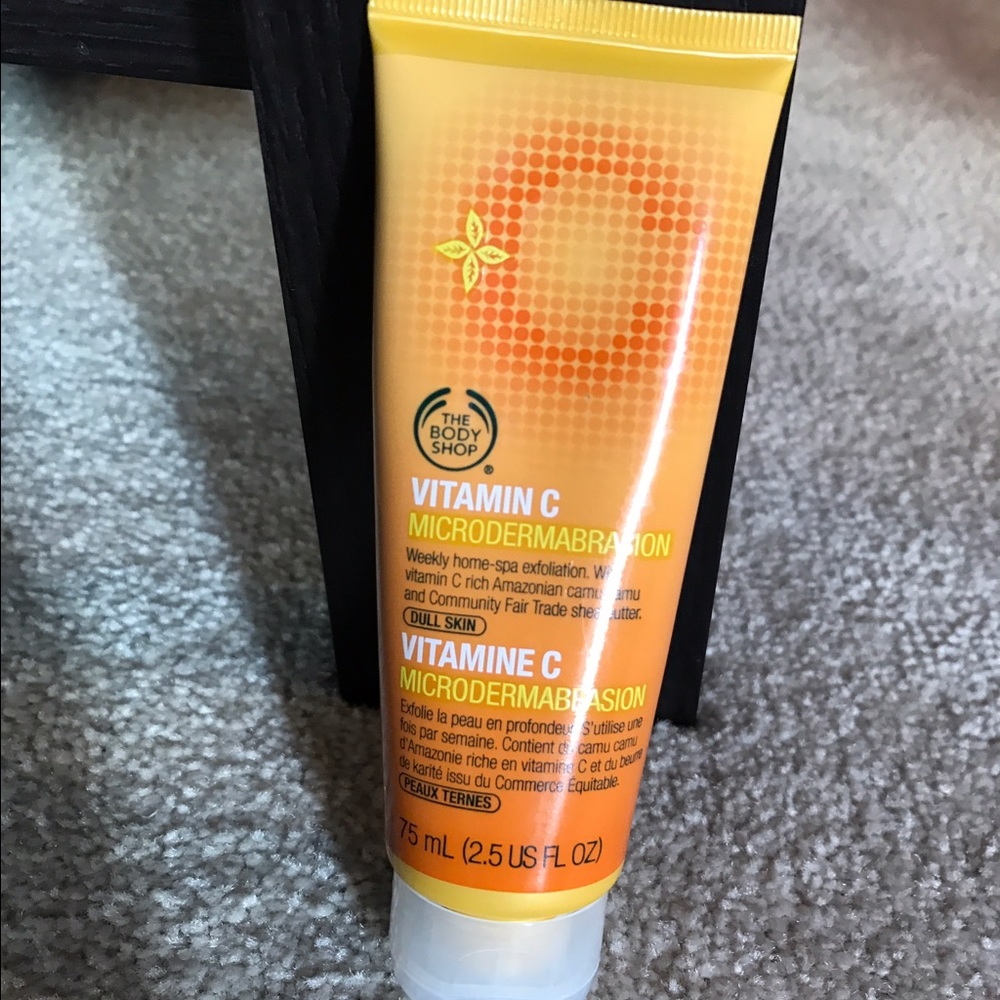 THE
BODY
SHOP
®
VITAMIN C
MICRODERMABRASION
Weekly home-spa exfoliation. With
vitamin C rich Amazonian camu camu
and Community Fair Trade shea butter.
DULL SKIN
VITAMINE C
MICRODERMABRASION
Exfolie la peau en profondeur. S'utilise une
fois par semaine. Contient du camu camu
d'Amazonie riche en vitamine C et du beurre
de karité issu du Commerce Équitable.
PEAUX TERNES
75 mL (2.5 US FL OZ)